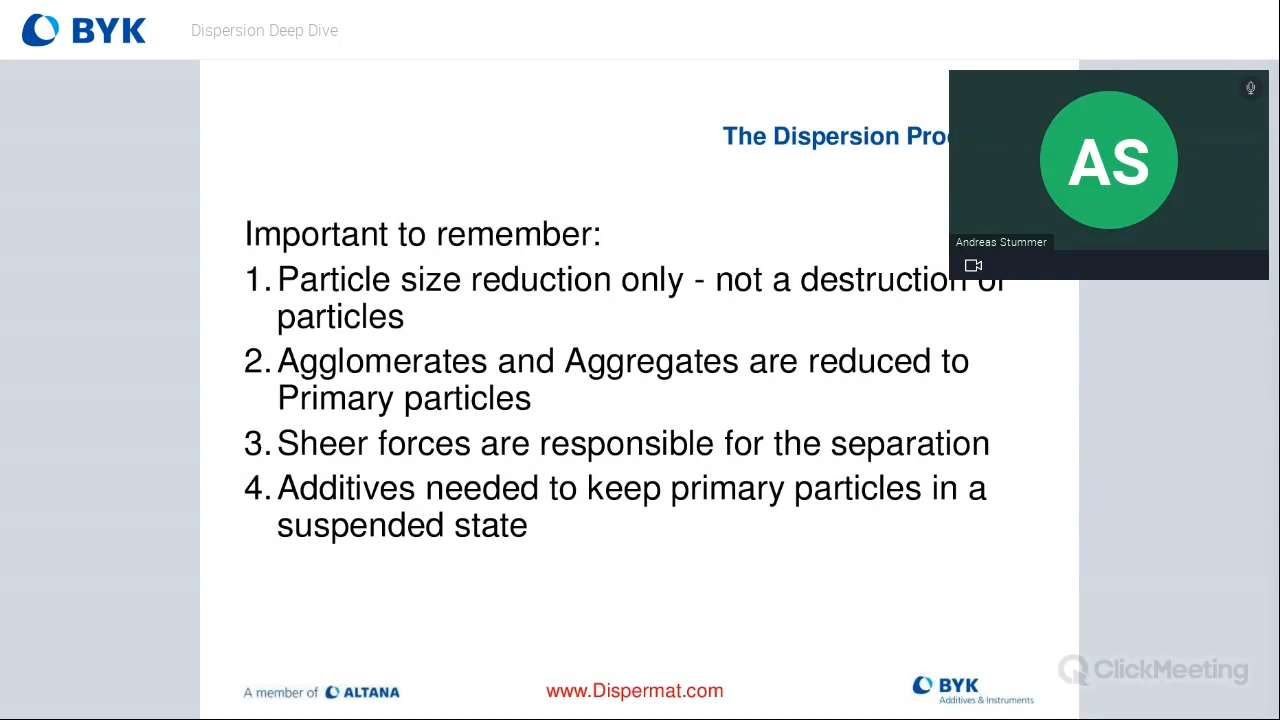 BYK
Dispersion Deep Dive
The Dispersion
AS
Andreas Stummer
Important to remember:
1. Particle size reduction only - not a destruction
particles
2. Agglomerates and Aggregates are reduced to
Primary particles
3. Sheer forces are responsible for the separation
4. Additives needed to keep primary particles in a
suspended state
A member of ALTANA
www.Dispermat.com
BYK
Additives & Instruments
ClickMeeting